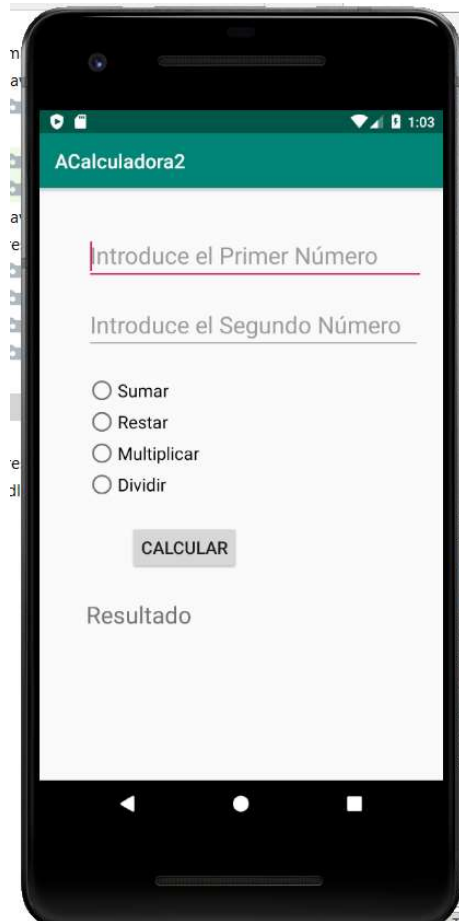 1:03
ACalculadora2
Introduce el Primer Número
Introduce el Segundo Número
Sumar
Restar
Multiplicar
Dividir
CALCULAR
Resultado